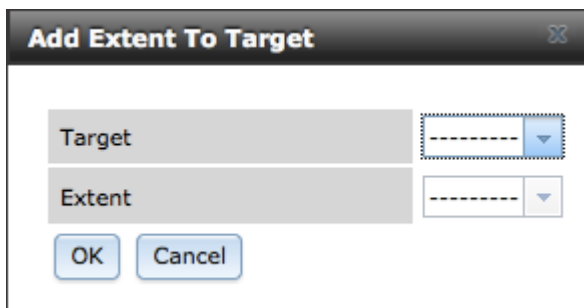 Add Extent To Target
Target ---------
Extent ---------
OK Cancel